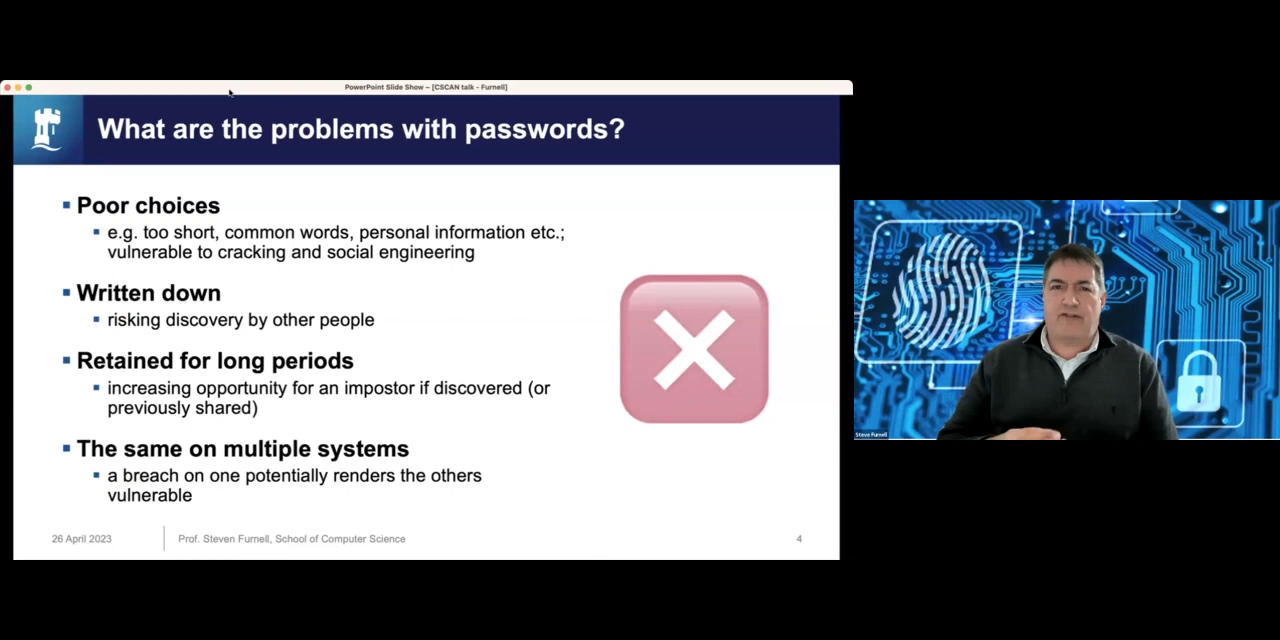 PowerPoint Slide Show – [CSCAN talk - Furnell]
What are the problems with passwords?
Poor choices
e.g. too short, common words, personal information etc.;
vulnerable to cracking and social engineering
Written down
risking discovery by other people
Retained for long periods
increasing opportunity for an impostor if discovered (or
previously shared)
The same on multiple systems
a breach on one potentially renders the others
vulnerable
26 April 2023
Prof. Steven Furnell, School of Computer Science
4
Steve Furnell